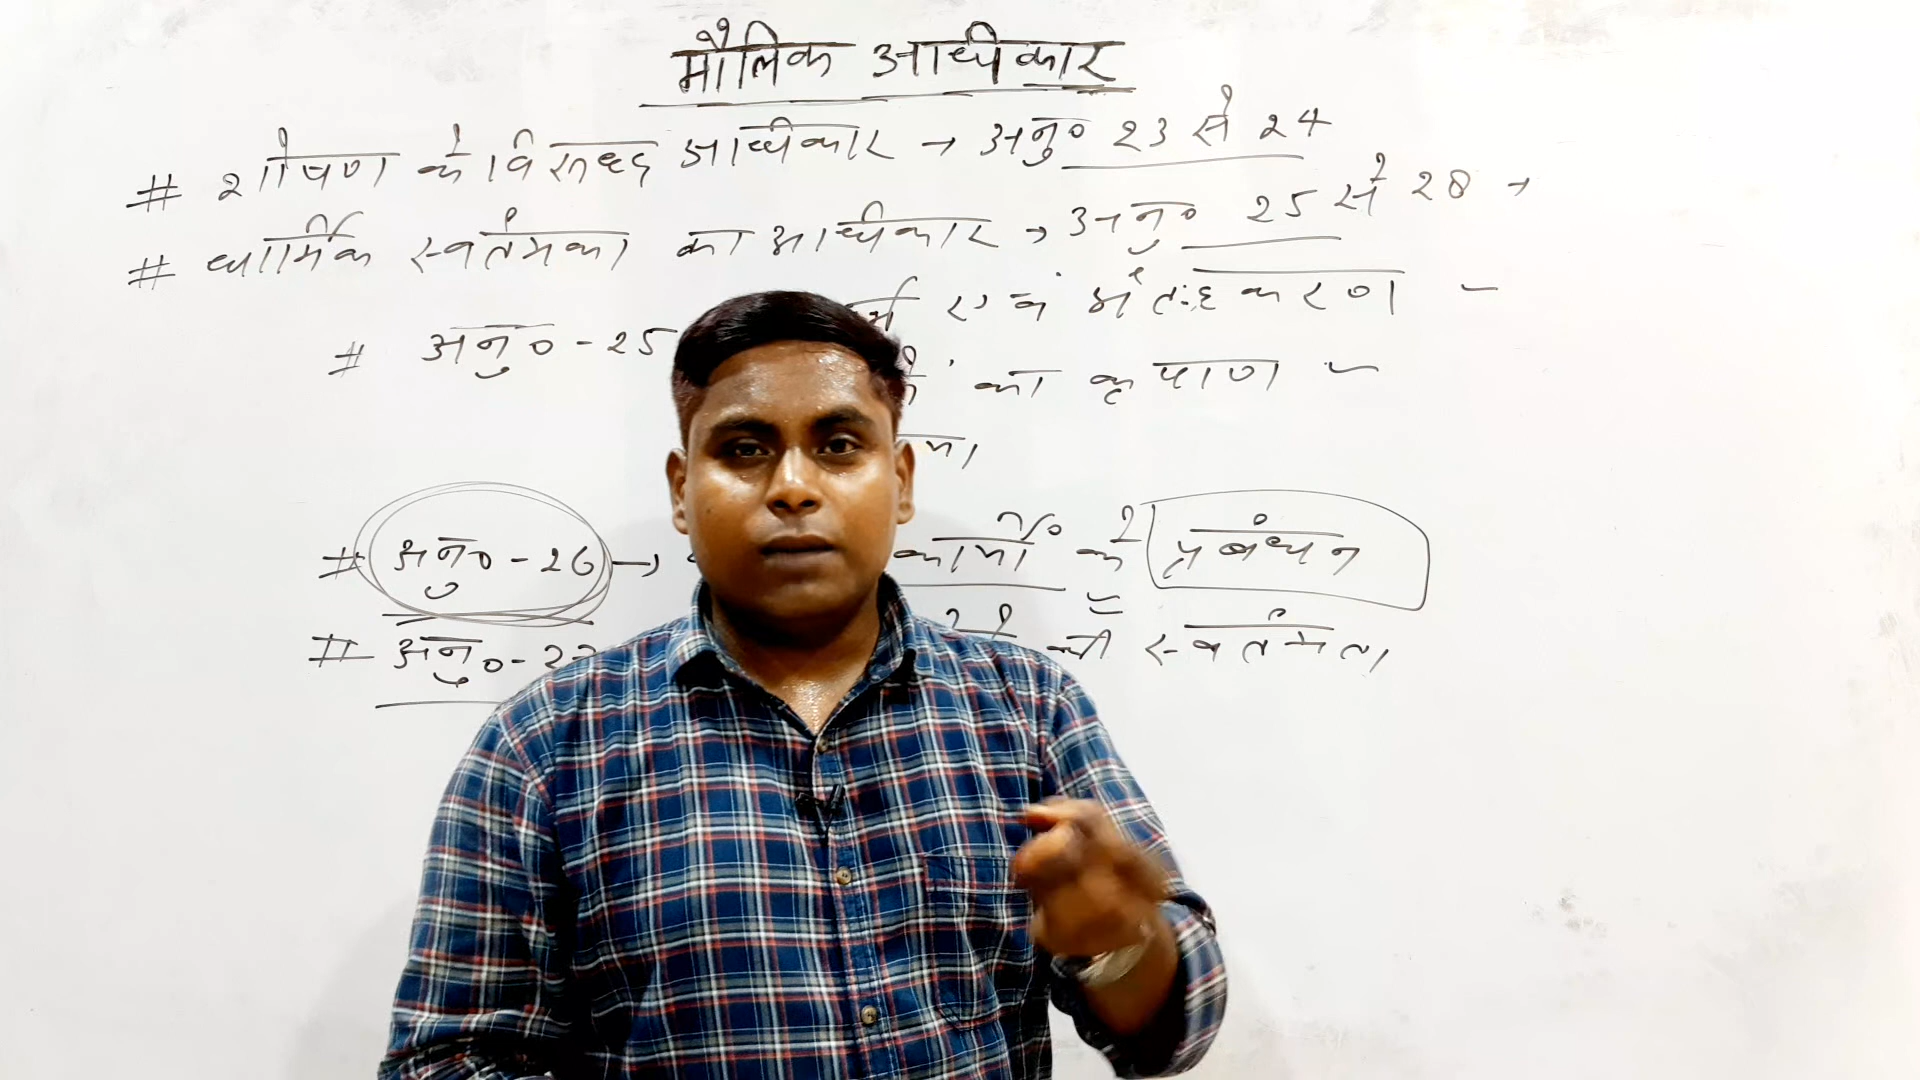 मौलिक अधिकार
# शोषण के विरुद्ध अधिकार → अनु० 23 से 24
# धार्मिक स्वतंत्रता का अधिकार → अनु० 25 से 28 →
# अनु० - 25 एवं अंतःकरण -
का कृपाण -
# अनु० - 26 → के प्रबंधन
# अनु० - 27 की स्वतंत्रता